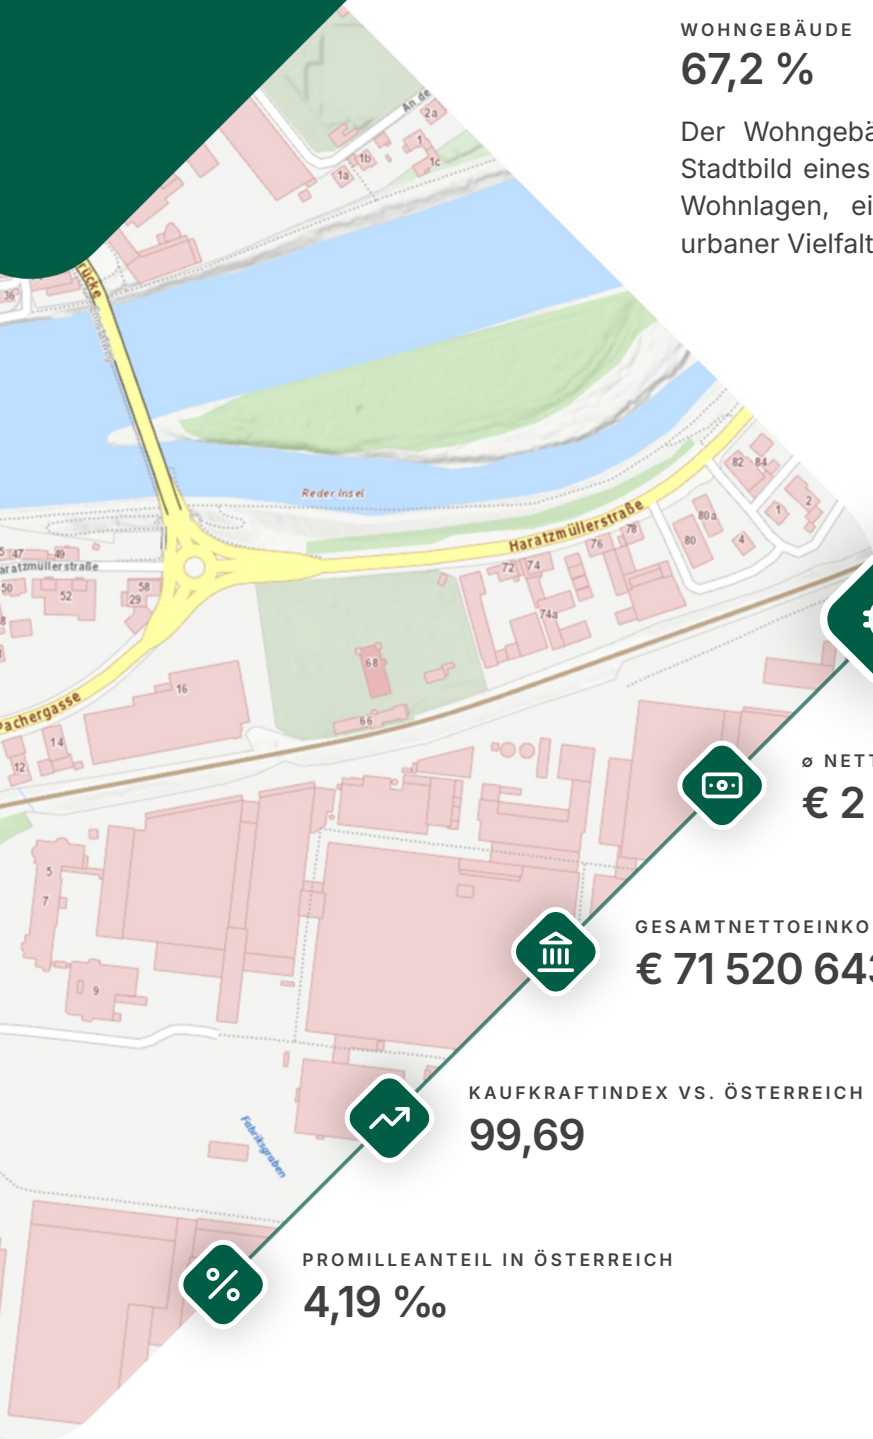 WOHNGEBÄUDE
67,2 %
Der Wohngebä
Stadtbild eines
Wohnlagen, ei
urbaner Vielfalt
An de
2a
1
1b
1c
1a
rücke
36
Reder Insel
82 84
2
1
80a
4
80
Haratzmüllerstraße
78
76
72 74
74a
47
49
aratzmüllerstraße
50
52
58
29
8
68
66
16
Pachergasse
14
12
5
7
9
Fabriksgraben
ø NETT
€ 2
GESAMTNETTOEINKO
€ 71 520 643
KAUFKRAFTINDEX VS. ÖSTERREICH
99,69
PROMILLEANTEIL IN ÖSTERREICH
4,19 ‰